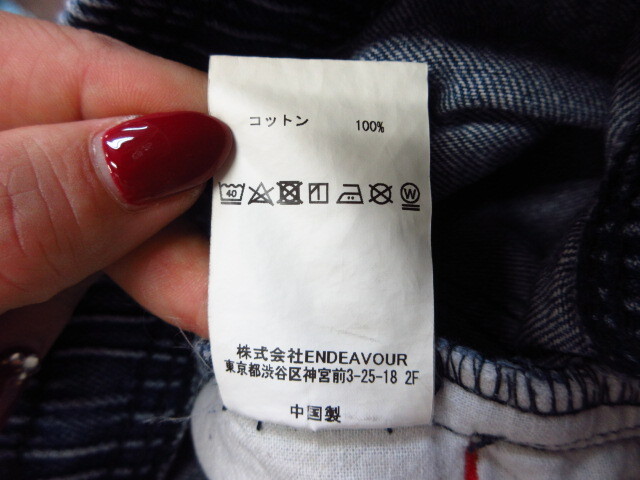 コットン 100%
40 W
株式会社ENDEAVOUR
東京都渋谷区神宮前3-25-18 2F
中国製